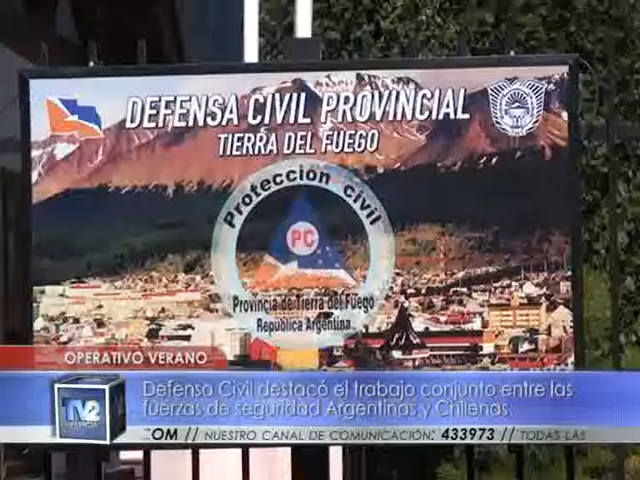 DEFENSA CIVIL PROVINCIAL
TIERRA DEL FUEGO
Protección civil
PC
Provincia de Tierra del Fuego
Republica Argentina
OPERATIVO VERANO
TV2
Defensa Civil destacó el trabajo conjunto entre las
fuerzas de seguridad Argentinas y Chilenas.
OM // NUESTRO CANAL DE COMUNICACIÓN: 433973 // TODAS LAS